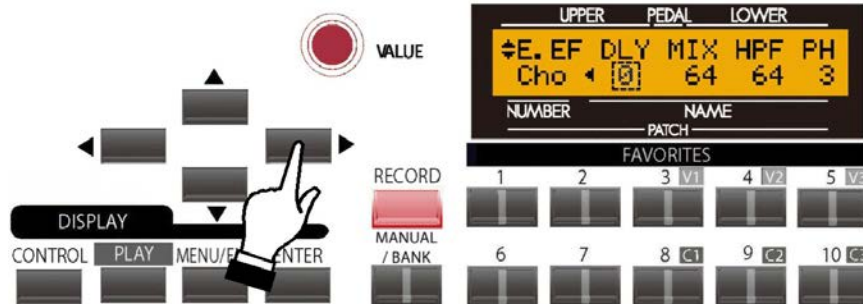 UPPER PEDAL LOWER
VALUE
E. EF DLY MIX HPF PH
Cho 0 64 64 3
NUMBER NAME
PATCH
FAVORITES
RECORD
1 2 3 V1 4 V2 5 V3
DISPLAY
MANUAL
/ BANK
CONTROL PLAY MENU/E ENTER
6 7 8 C1 9 C2 10